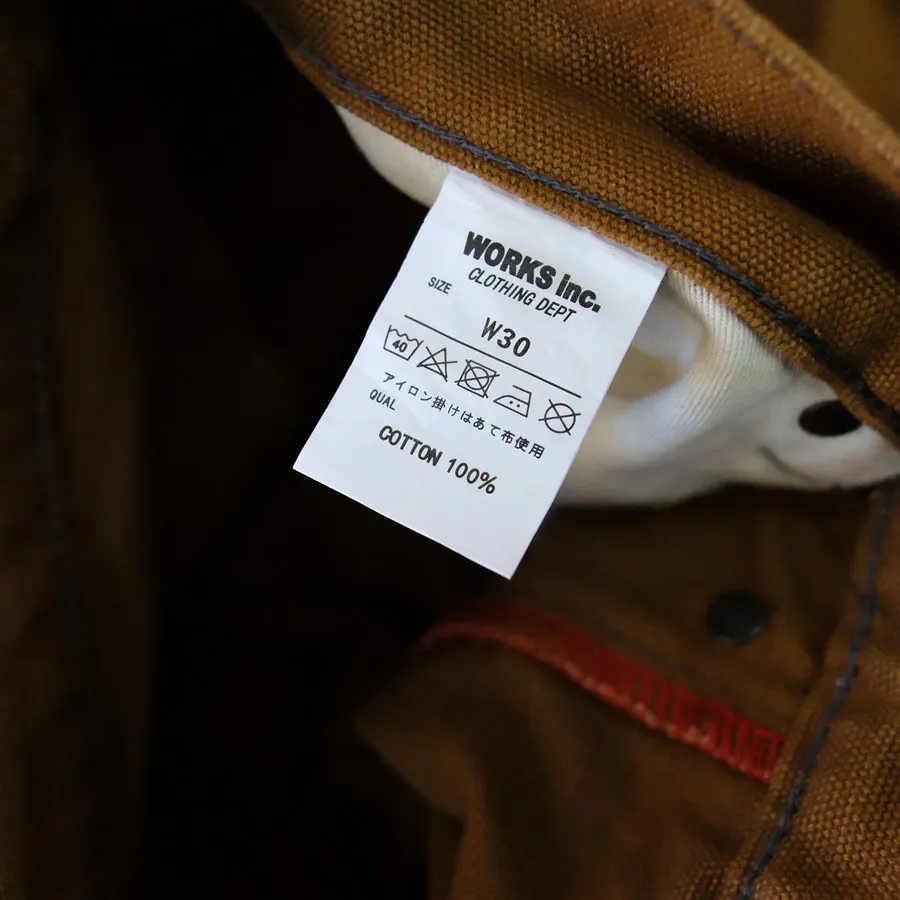 WORKS inc.
CLOTHING DEPT
SIZE
W30
40
アイロン掛けはあて布使用
QUAL
COTTON 100%